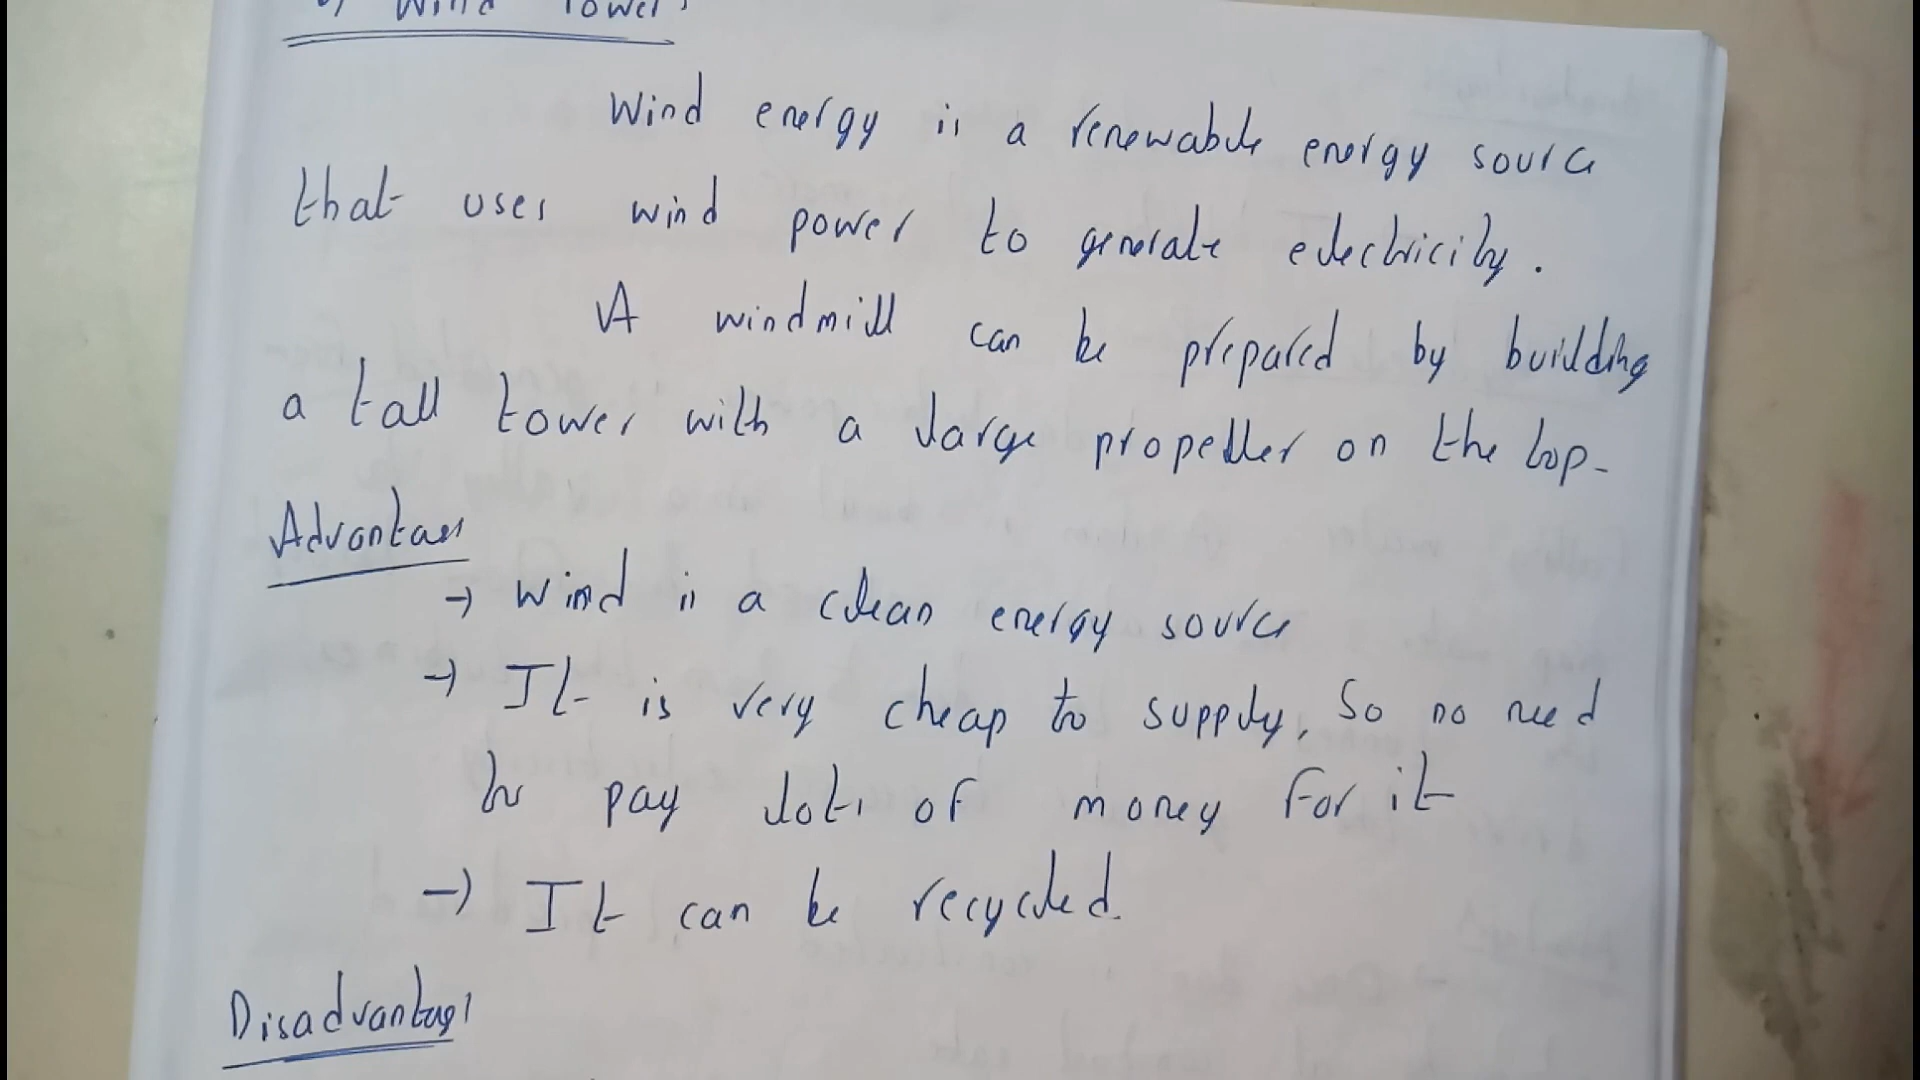 Wind Power
Wind energy is a renewable energy source
that uses wind power to generate electricity.
A windmill can be prepared by building
a tall tower with a large propeller on the top.
Advantages
→ Wind is a clean energy source
→ It is very cheap to supply, So no need
to pay lots of money for it
→ It can be recycled.
Disadvantages